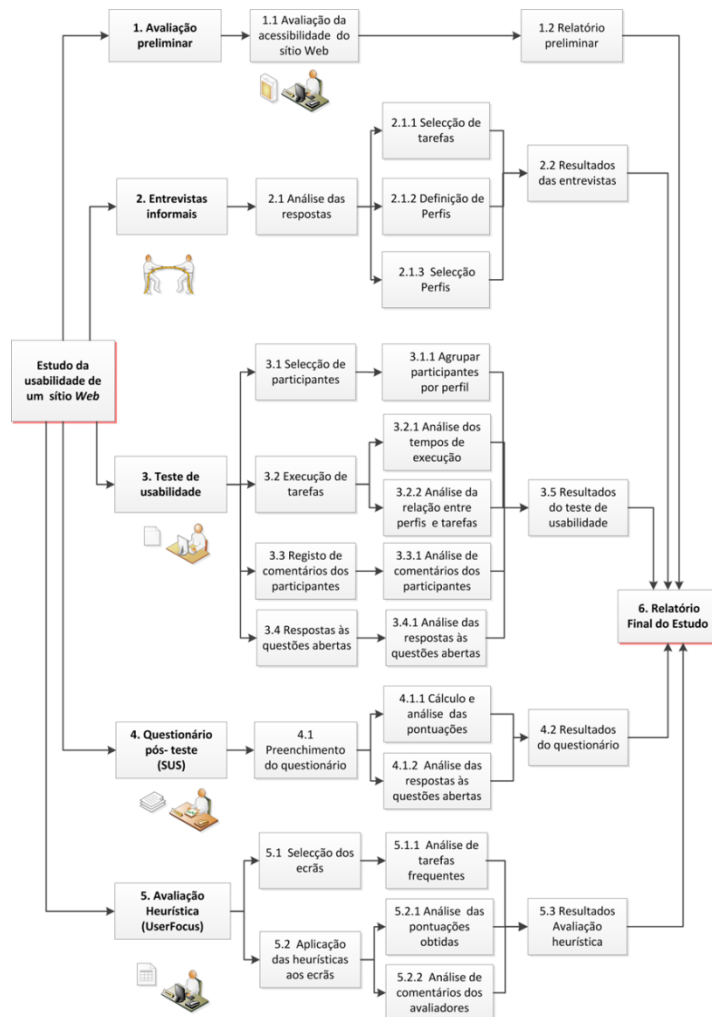 1. Avaliação
preliminar
1.1 Avaliação da
acessibilidade do
sítio Web
1.2 Relatório
preliminar
2. Entrevistas
informais
2.1 Análise das
respostas
2.1.1 Selecção de
tarefas
2.1.2 Definição de
Perfis
2.1.3 Selecção
Perfis
2.2 Resultados
das entrevistas
Estudo da
usabilidade de
um sítio Web
3. Teste de
usabilidade
3.1 Selecção de
participantes
3.1.1 Agrupar
participantes
por perfil
3.2 Execução de
tarefas
3.2.1 Análise dos
tempos de
execução
3.2.2 Análise da
relação entre
perfis e tarefas
3.3 Registo de
comentários dos
participantes
3.3.1 Análise de
comentários dos
participantes
3.4 Respostas às
questões abertas
3.4.1 Análise das
respostas às
questões abertas
3.5 Resultados
do teste de
usabilidade
6. Relatório
Final do Estudo
4. Questionário
pós- teste
(SUS)
4.1
Preenchimento
do questionário
4.1.1 Cálculo e
análise das
pontuações
4.1.2 Análise das
respostas às
questões abertas
4.2 Resultados
do questionário
5. Avaliação
Heurística
(UserFocus)
5.1 Selecção dos
ecrãs
5.1.1 Análise de
tarefas
frequentes
5.2 Aplicação
das heurísticas
aos ecrãs
5.2.1 Análise das
pontuações
obtidas
5.2.2 Análise de
comentários dos
avaliadores
5.3 Resultados
Avaliação
heurística